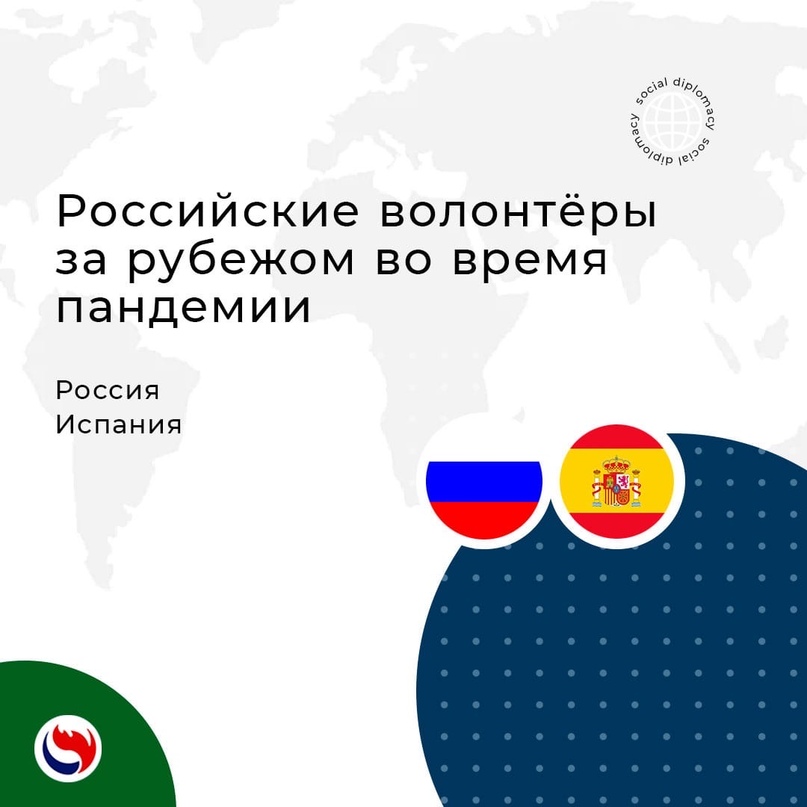 social diplomacy social diplomacy
Российские волонтёры
за рубежом во время
пандемии
Россия
Испания